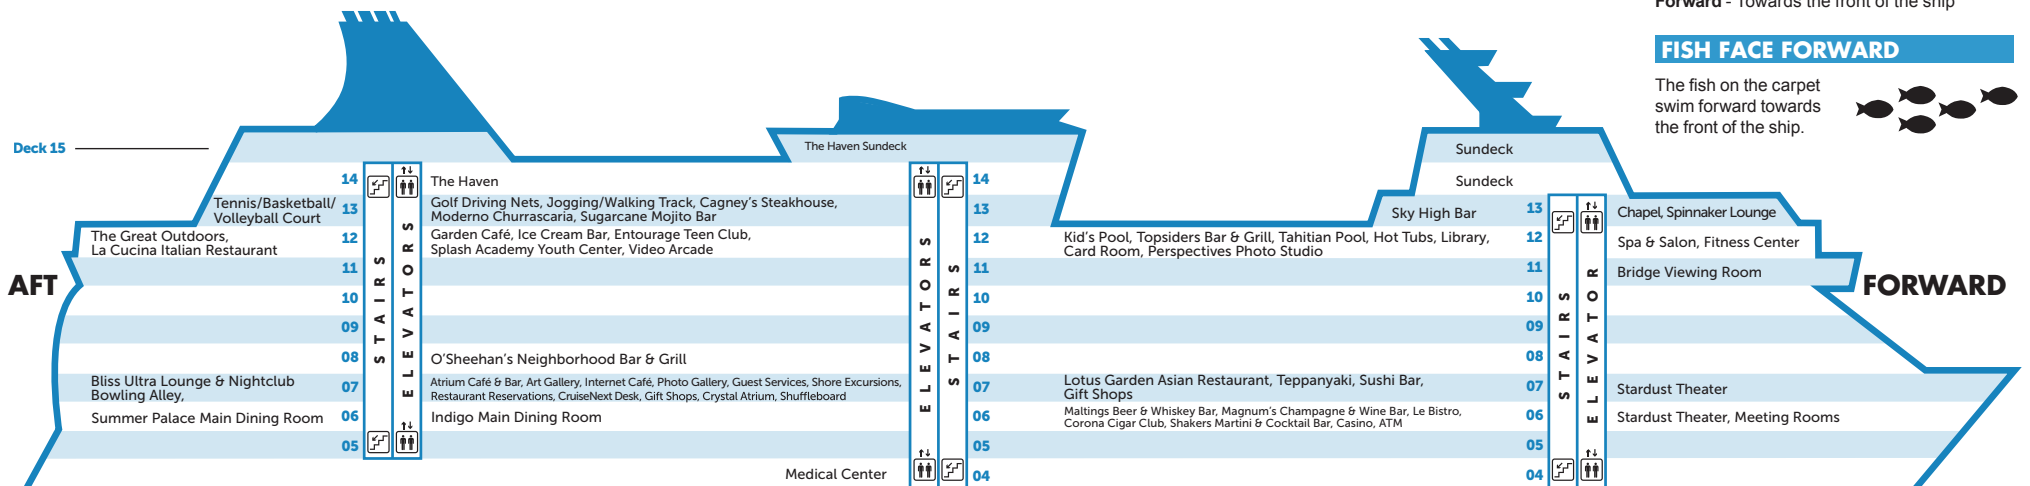 Forward - Towards the front of the ship
FISH FACE FORWARD
The fish on the carpet
swim forward towards
the front of the ship.
Deck 15
The Haven Sundeck
Sundeck
14
The Haven
14
Sundeck
Tennis/Basketball/
Volleyball Court
13
Golf Driving Nets, Jogging/Walking Track, Cagney's Steakhouse,
Moderno Churrascaria, Sugarcane Mojito Bar
13
Sky High Bar
13
Chapel, Spinnaker Lounge
The Great Outdoors,
La Cucina Italian Restaurant
12
Garden Café, Ice Cream Bar, Entourage Teen Club,
Splash Academy Youth Center, Video Arcade
12
Kid's Pool, Topsiders Bar & Grill, Tahitian Pool, Hot Tubs, Library,
Card Room, Perspectives Photo Studio
12
Spa & Salon, Fitness Center
11
11
11
Bridge Viewing Room
AFT
FORWARD
10
10
10
09
09
09
08
O'Sheehan's Neighborhood Bar & Grill
08
08
Bliss Ultra Lounge & Nightclub
Bowling Alley,
07
Atrium Café & Bar, Art Gallery, Internet Café, Photo Gallery, Guest Services, Shore Excursions,
Restaurant Reservations, CruiseNext Desk, Gift Shops, Crystal Atrium, Shuffleboard
07
Lotus Garden Asian Restaurant, Teppanyaki, Sushi Bar,
Gift Shops
07
Stardust Theater
Summer Palace Main Dining Room
06
Indigo Main Dining Room
06
Maltings Beer & Whiskey Bar, Magnum's Champagne & Wine Bar, Le Bistro,
Corona Cigar Club, Shakers Martini & Cocktail Bar, Casino, ATM
06
Stardust Theater, Meeting Rooms
05
05
05
Medical Center
04
04
STAIRS
ELEVATORS
ELEVATORS
STAIRS
STAIRS
ELEVATOR